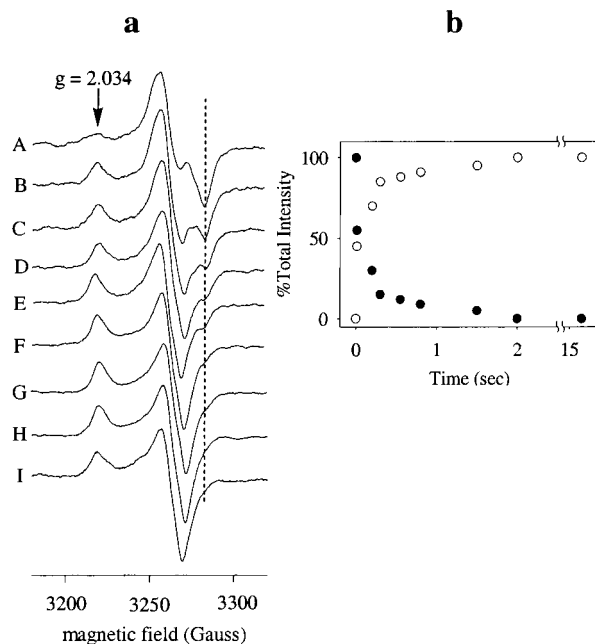 a
g = 2.034
A
B
C
D
E
F
G
H
I
3200 3250 3300
magnetic field (Gauss)
b
%Total Intensity
100
50
0
0 1 2 15
Time (sec)